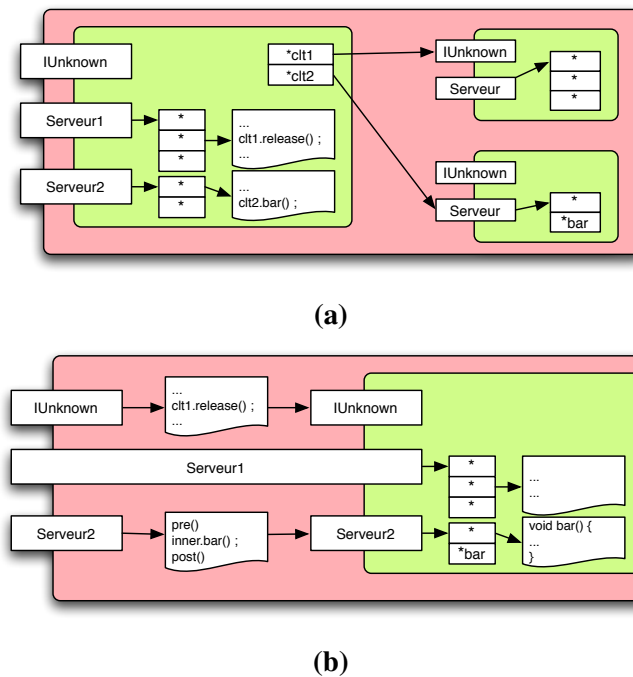 IUnknown
*clt1
*clt2
IUnknown
Serveur
*
*
*
Serveur1
*
*
*
...
clt1.release() ;
...
Serveur2
*
*
...
clt2.bar() ;
IUnknown
Serveur
*
*bar
(a)
IUnknown
...
clt1.release() ;
...
IUnknown
Serveur1
*
*
*
...
...
Serveur2
pre()
inner.bar() ;
post()
Serveur2
*
*bar
void bar() {
...
}
(b)